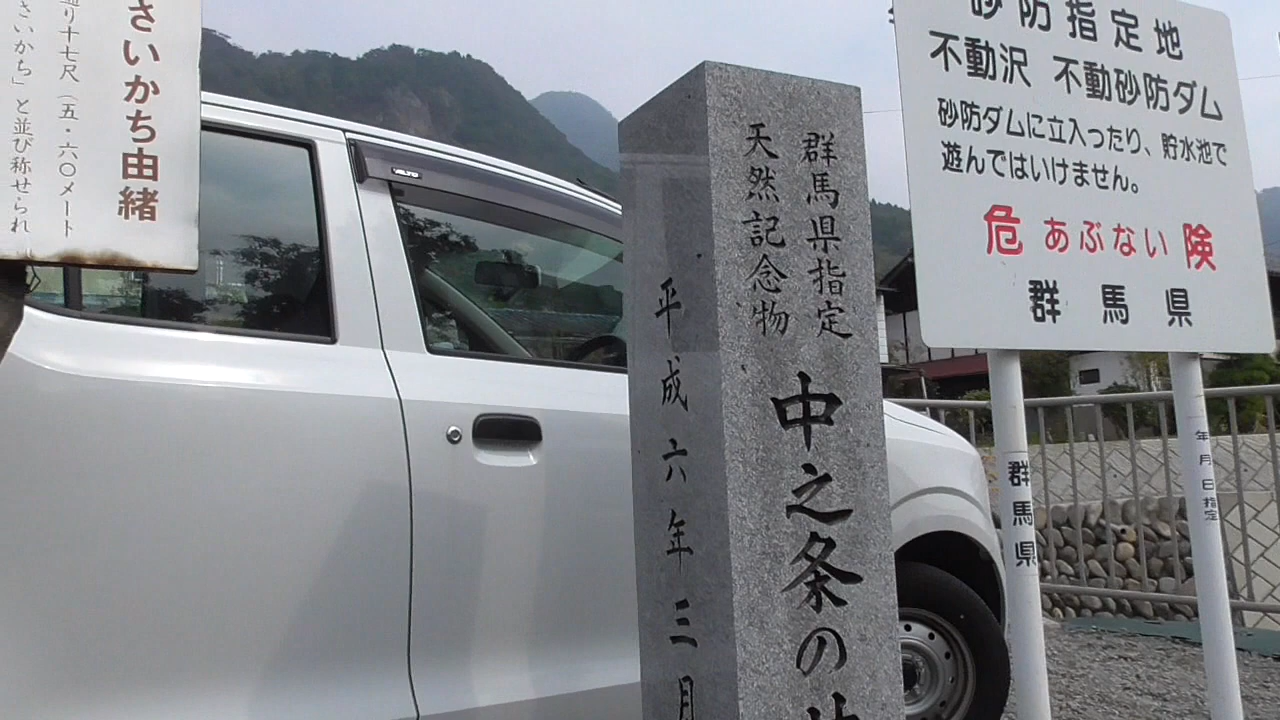 さいかち由緒
り十七尺（五・六〇メート
さいかち」と並び称せられ
VOLTEX
群馬県指定
天然記念物
中之条の
平成六年三月
砂防指定地
不動沢 不動砂防ダム
砂防ダムに立入ったり、貯水池で
遊んではいけません。
危 あぶない 険
群馬県
群馬県
年月日指定